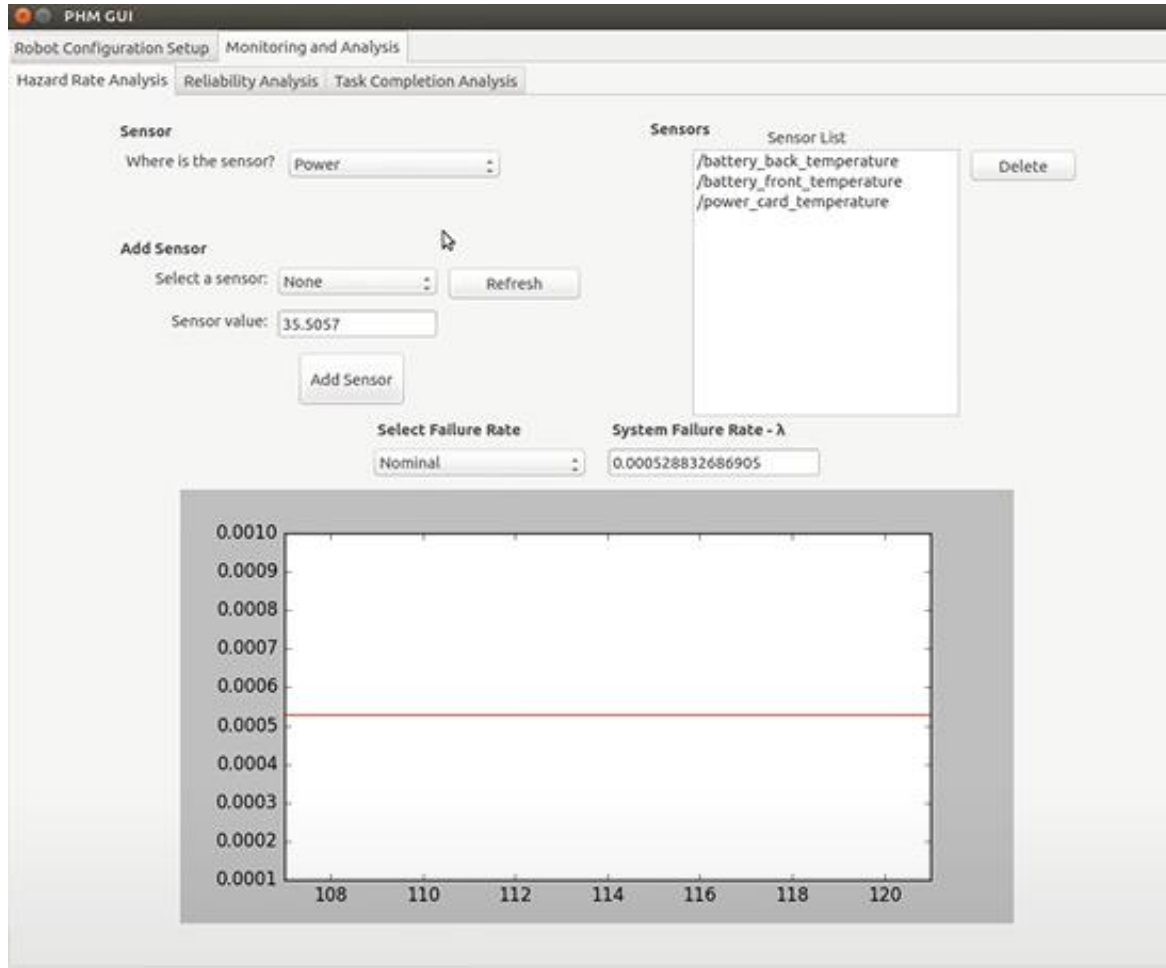 PHM GUI
Robot Configuration Setup Monitoring and Analysis
Hazard Rate Analysis Reliability Analysis Task Completion Analysis
Sensor
Where is the sensor? Power
Add Sensor
Select a sensor: None Refresh
Sensor value: 35.5057
Add Sensor
Sensors
Sensor List
/battery_back_temperature
/battery_front_temperature
/power_card_temperature
Delete
Select Failure Rate
Nominal
System Failure Rate - λ
0.000528832686905
0.0010
0.0009
0.0008
0.0007
0.0006
0.0005
0.0004
0.0003
0.0002
0.0001
108 110 112 114 116 118 120